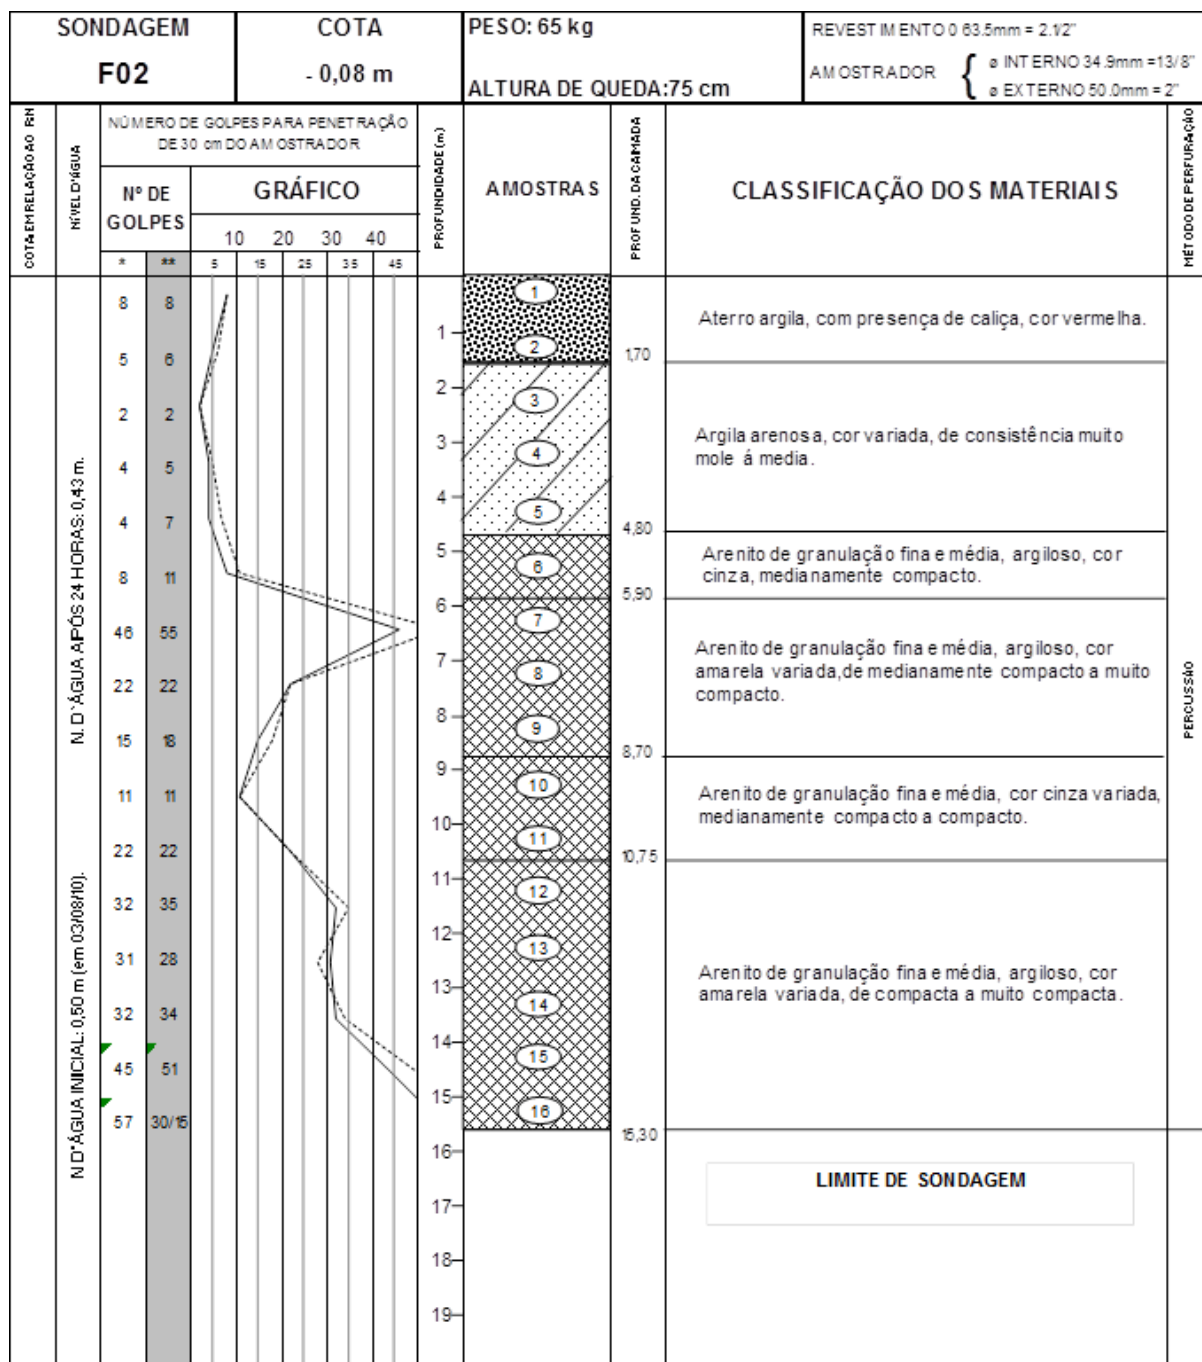 SONDAGEM
F02
COTA
- 0,08 m
PESO: 65 kg
ALTURA DE QUEDA:75 cm
REVESTIMENTO 0 63.5mm = 2.1/2"
AMOSTRADOR { ø INTERNO 34.9mm =13/8"
ø EXTERNO 50.0mm = 2"
COTA EM RELAÇÃO AO RN
NÍVEL D'ÁGUA
NÚMERO DE GOLPES PARA PENETRAÇÃO
DE 30 cm DO AMOSTRADOR
Nº DE
GOLPES
GRÁFICO
10 20 30 40
* ** 5 15 25 35 45
PROFUNDIDADE (m)
AMOSTRAS
PROFUND. DA CAMADA
CLASSIFICAÇÃO DOS MATERIAIS
MÉTODO DE PERFURAÇÃO
N. D`ÁGUA APÓS 24 HORAS: 0,43 m.
N D"ÁGUA INICIAL: 0,50 m (em 03/08/10).
8 8
5 6
2 2
4 5
4 7
8 11
46 55
22 22
15 18
11 11
22 22
32 35
31 28
32 34
45 51
57 30/15
1
2
3
4
5
6
7
8
9
10
11
12
13
14
15
16
17
18
19
1
2
3
4
5
6
7
8
9
10
11
12
13
14
15
16
1,70
4,80
5,90
8,70
10,75
15,30
Aterro argila, com presença de caliça, cor vermelha.
Argila arenosa, cor variada, de consistência muito
mole á media.
Arenito de granulação fina e média, argiloso, cor
cinza, medianamente compacto.
Arenito de granulação fina e média, argiloso, cor
amarela variada,de medianamente compacto a muito
compacto.
Arenito de granulação fina e média, cor cinza variada,
medianamente compacto a compacto.
Arenito de granulação fina e média, argiloso, cor
amarela variada, de compacta a muito compacta.
LIMITE DE SONDAGEM
PERCUSSÃO